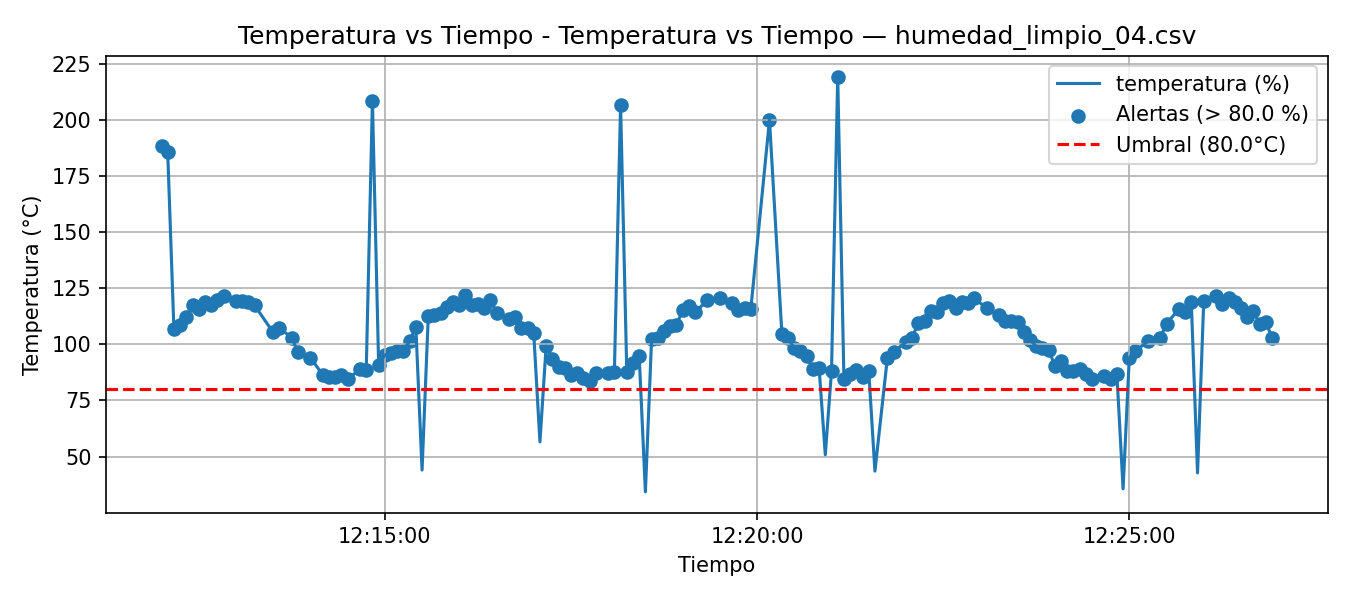 Temperatura vs Tiempo - Temperatura vs Tiempo — humedad_limpio_04.csv
temperatura (%)
Alertas (> 80.0 %)
Umbral (80.0°C)
Temperatura (°C)
225
200
175
150
125
100
75
50
12:15:00
12:20:00
12:25:00
Tiempo